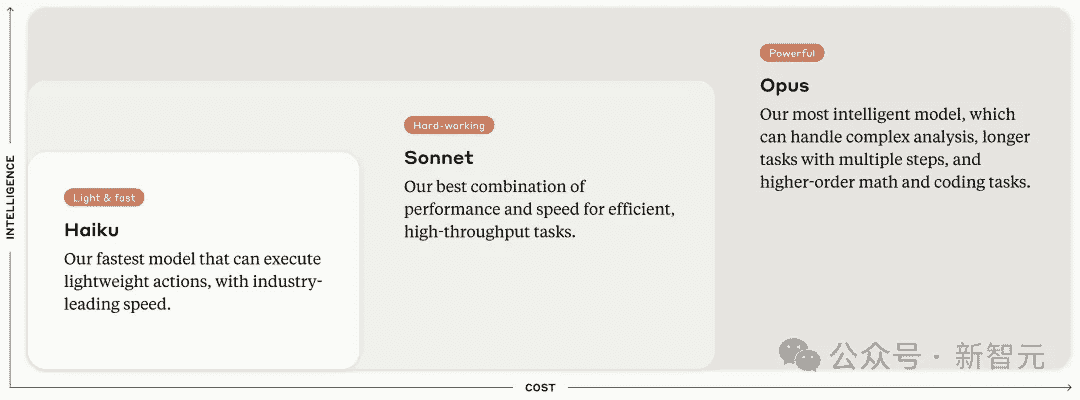 INTELLIGENCE
Light & fast
Haiku
Our fastest model that can execute
lightweight actions, with industry-
leading speed.
Hard-working
Sonnet
Our best combination of
performance and speed for efficient,
high-throughput tasks.
Powerful
Opus
Our most intelligent model, which
can handle complex analysis, longer
tasks with multiple steps, and
higher-order math and coding tasks.
公众号 · 新智元
COST